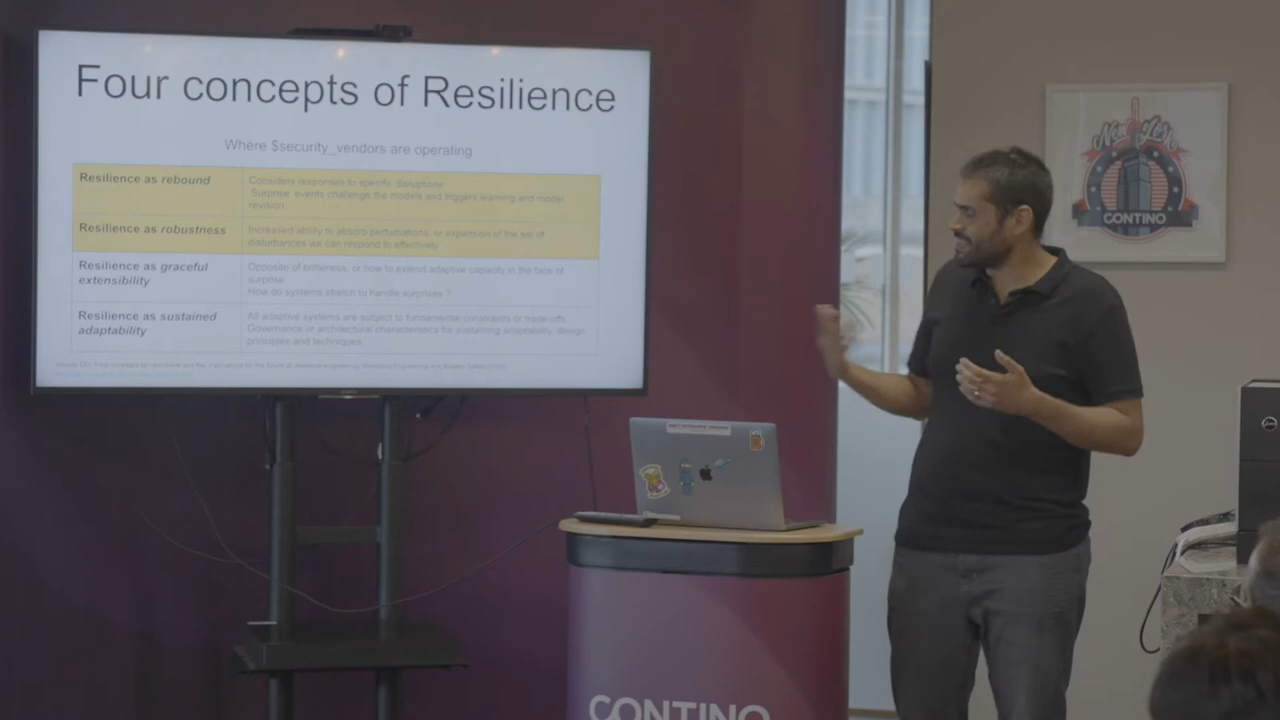 Four concepts of Resilience
Where $security_vendors are operating
Resilience as rebound
Considers responses to specific disruptions
Surprise, events challenge the models and triggers learning and model
revision
Resilience as robustness
Increased ability to absorb perturbations, or expansion of the set of
disturbances we can respond to effectively
Resilience as graceful
extensibility
Opposite of brittleness, or how to extend adaptive capacity in the face of
surprise
How do systems stretch to handle surprises ?
Resilience as sustained
adaptability
All adaptive systems are subject to fundamental constraints or trade-offs
Governance or architectural characteristics for sustaining adaptability, design
principles and techniques
New York
CONTINO
CONTINO